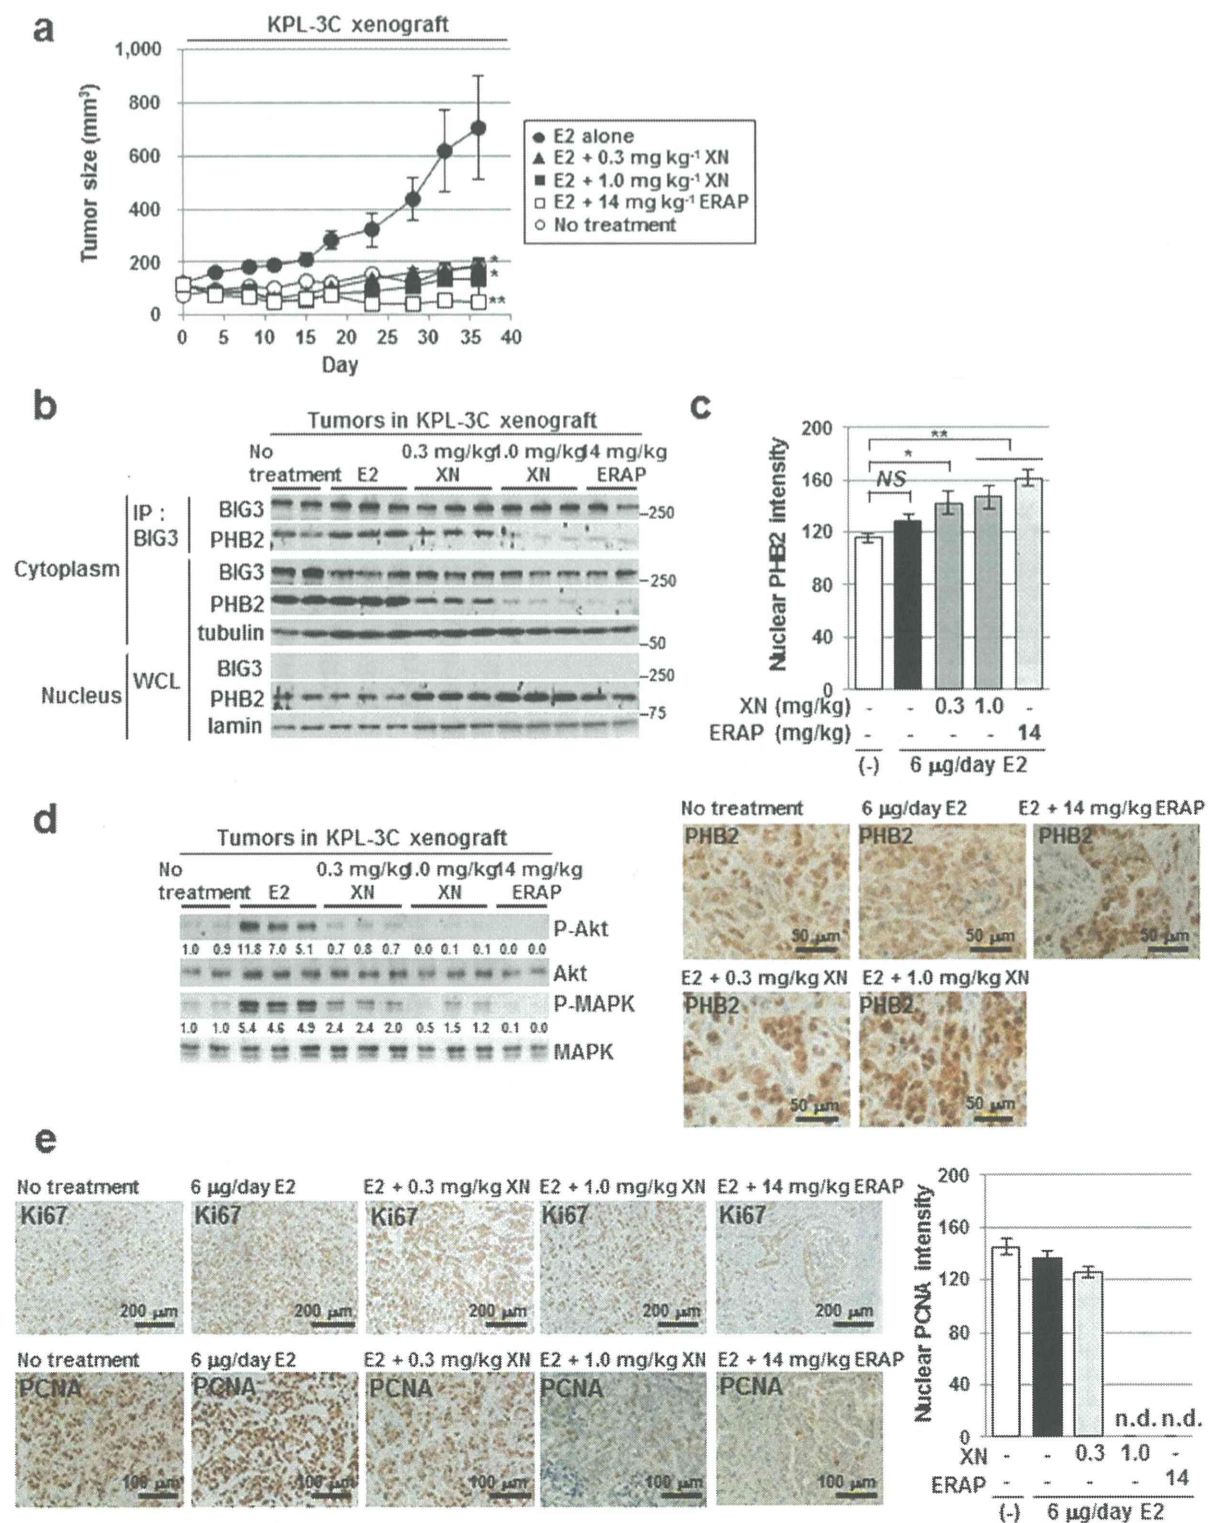 a
KPL-3C xenograft
1,000
800
600
400
200
0
Tumor size (mm³)
0 5 10 15 20 25 30 35 40
Day
*
*
**
E2 alone
E2 + 0.3 mg kg⁻¹ XN
E2 + 1.0 mg kg⁻¹ XN
E2 + 14 mg kg⁻¹ ERAP
No treatment
b
Tumors in KPL-3C xenograft
No treatment E2 0.3 mg/kg XN 1.0 mg/kg XN 14 mg/kg ERAP
Cytoplasm
IP : BIG3
BIG3 –250
PHB2
BIG3 –250
PHB2
tubulin –50
Nucleus
WCL
BIG3 –250
PHB2 –75
lamin
c
Nuclear PHB2 intensity
200
160
120
80
40
0
**
*
NS
XN (mg/kg) - - 0.3 1.0 -
ERAP (mg/kg) - - - - 14
(-) 6 µg/day E2
No treatment 6 µg/day E2 E2 + 14 mg/kg ERAP
PHB2 PHB2 PHB2
50 µm 50 µm 50 µm
E2 + 0.3 mg/kg XN E2 + 1.0 mg/kg XN
PHB2 PHB2
50 µm 50 µm
d
Tumors in KPL-3C xenograft
No treatment E2 0.3 mg/kg XN 1.0 mg/kg XN 14 mg/kg ERAP
P-Akt
1.0 0.9 11.8 7.0 5.1 0.7 0.8 0.7 0.0 0.1 0.1 0.0 0.0
Akt
P-MAPK
1.0 1.0 5.4 4.6 4.9 2.4 2.4 2.0 0.5 1.5 1.2 0.1 0.0
MAPK
e
No treatment 6 µg/day E2 E2 + 0.3 mg/kg XN E2 + 1.0 mg/kg XN E2 + 14 mg/kg ERAP
Ki67 Ki67 Ki67 Ki67 Ki67
200 µm 200 µm 200 µm 200 µm 200 µm
No treatment 6 µg/day E2 E2 + 0.3 mg/kg XN E2 + 1.0 mg/kg XN E2 + 14 mg/kg ERAP
PCNA PCNA PCNA PCNA PCNA
100 µm 100 µm 100 µm 100 µm 100 µm
Nuclear PCNA intensity
200
160
120
80
40
0
n.d. n.d.
XN - - 0.3 1.0 -
ERAP - - - - 14
(-) 6 µg/day E2